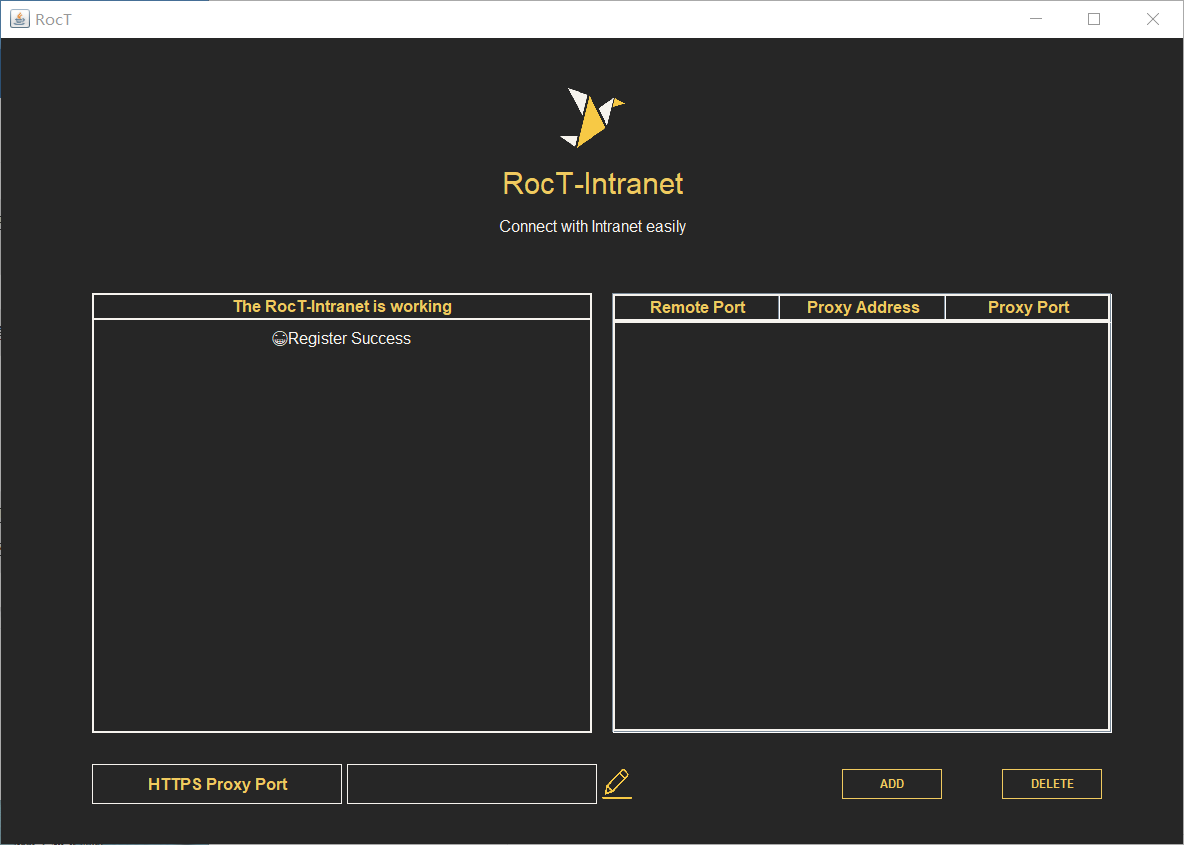 RocT
RocT-Intranet
Connect with Intranet easily
The RocT-Intranet is working
😀Register Success
Remote Port Proxy Address Proxy Port
HTTPS Proxy Port
ADD DELETE